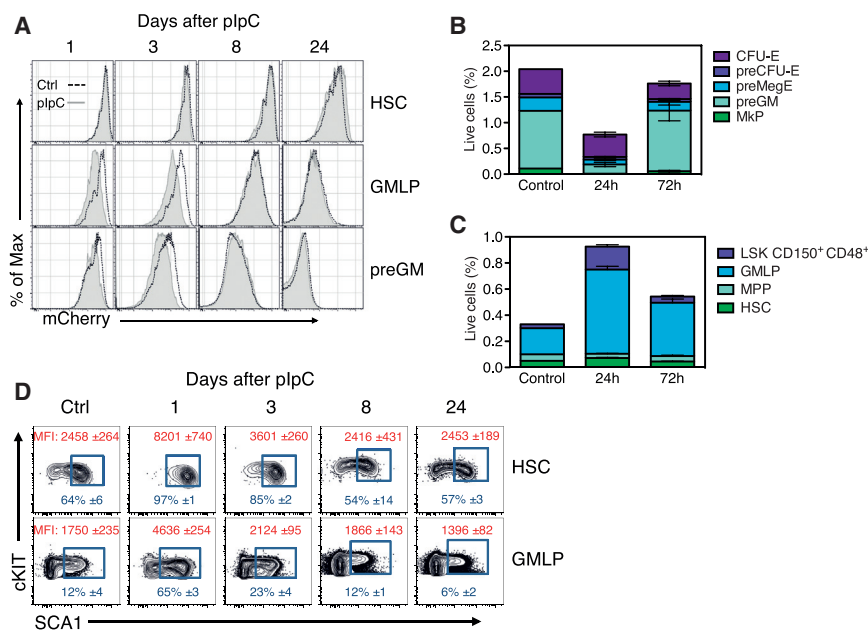 A
Days after pIpC
1 3 8 24
Ctrl
pIpC
HSC
GMLP
preGM
% of Max
mCherry
B
Live cells (%)
2.5
2.0
1.5
1.0
0.5
0.0
Control 24h 72h
CFU-E
preCFU-E
preMegE
preGM
MkP
C
Live cells (%)
1.0
0.8
0.6
0.4
0.2
0.0
Control 24h 72h
LSK CD150+ CD48+
GMLP
MPP
HSC
D
Days after pIpC
Ctrl 1 3 8 24
MFI: 2458 ±264 8201 ±740 3601 ±260 2416 ±431 2453 ±189
64% ±6 97% ±1 85% ±2 54% ±14 57% ±3
HSC
MFI: 1750 ±235 4636 ±254 2124 ±95 1866 ±143 1396 ±82
12% ±4 65% ±3 23% ±4 12% ±1 6% ±2
GMLP
cKIT
SCA1